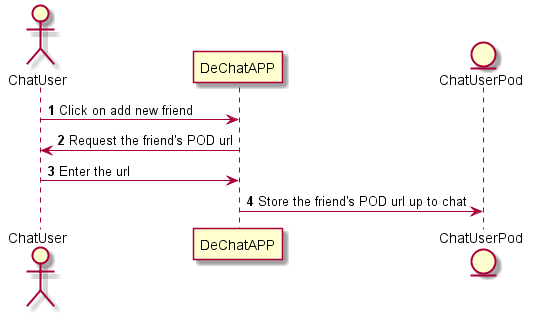 ChatUser
DeChatAPP
ChatUserPod
1 Click on add new friend
2 Request the friend's POD url
3 Enter the url
4 Store the friend's POD url up to chat
ChatUser
DeChatAPP
ChatUserPod